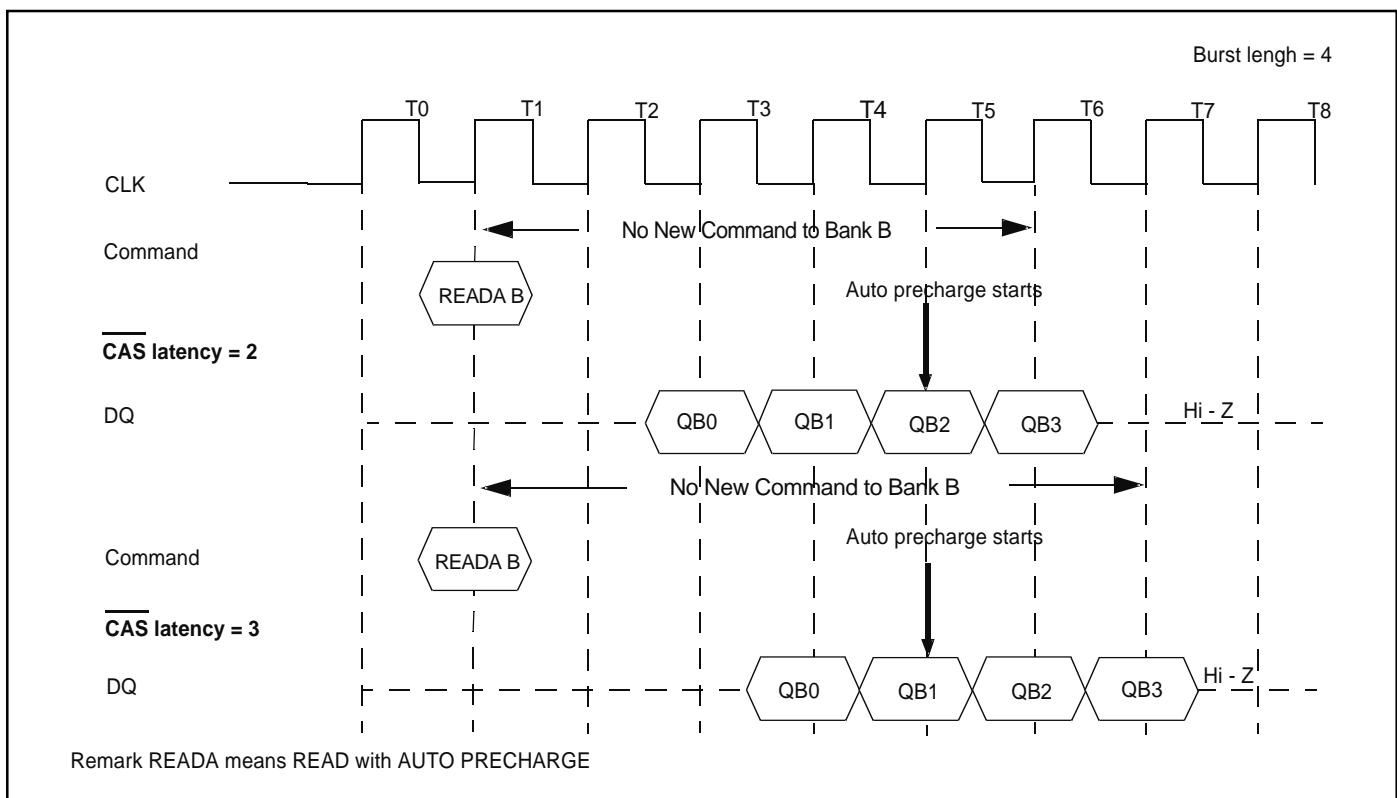 Burst lengh = 4
T0 T1 T2 T3 T4 T5 T6 T7 T8
CLK
No New Command to Bank B
Command
READA B
Auto precharge starts
CAS latency = 2
DQ
QB0 QB1 QB2 QB3
Hi - Z
No New Command to Bank B
Auto precharge starts
Command
READA B
CAS latency = 3
DQ
QB0 QB1 QB2 QB3
Hi - Z
Remark READA means READ with AUTO PRECHARGE